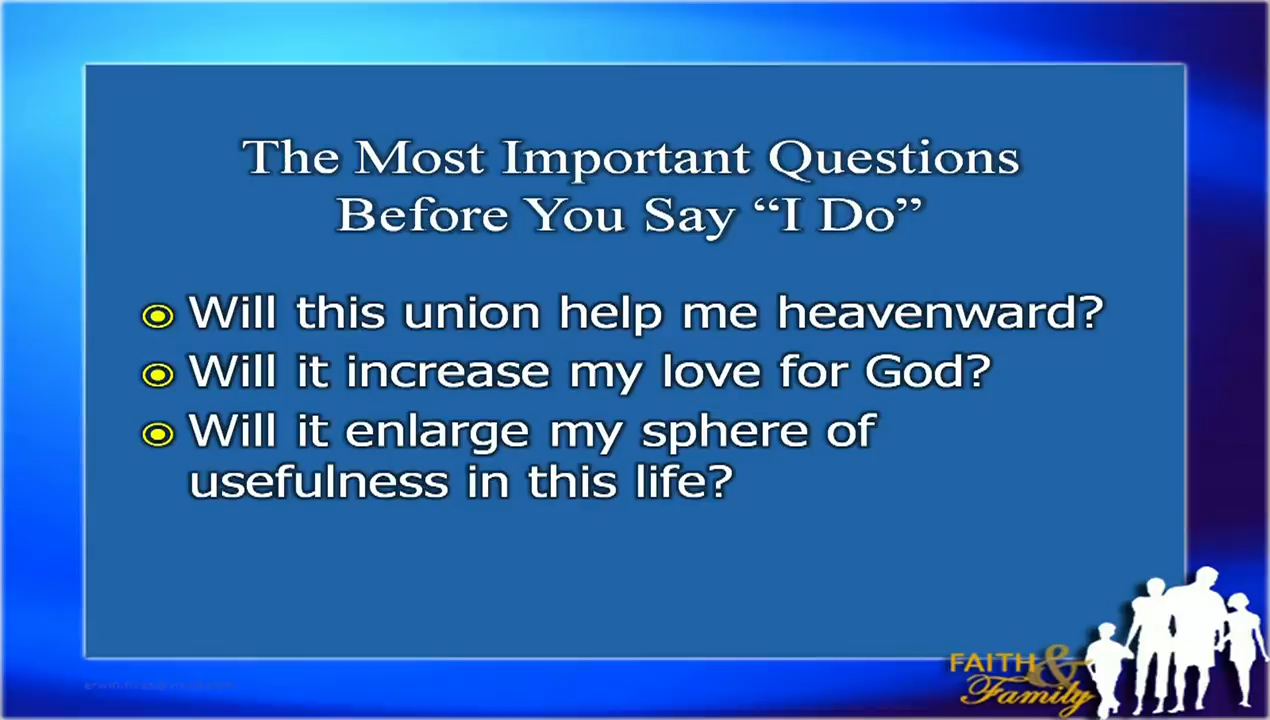 The Most Important Questions
Before You Say “I Do”
Will this union help me heavenward?
Will it increase my love for God?
Will it enlarge my sphere of
usefulness in this life?
FAITH &
Family